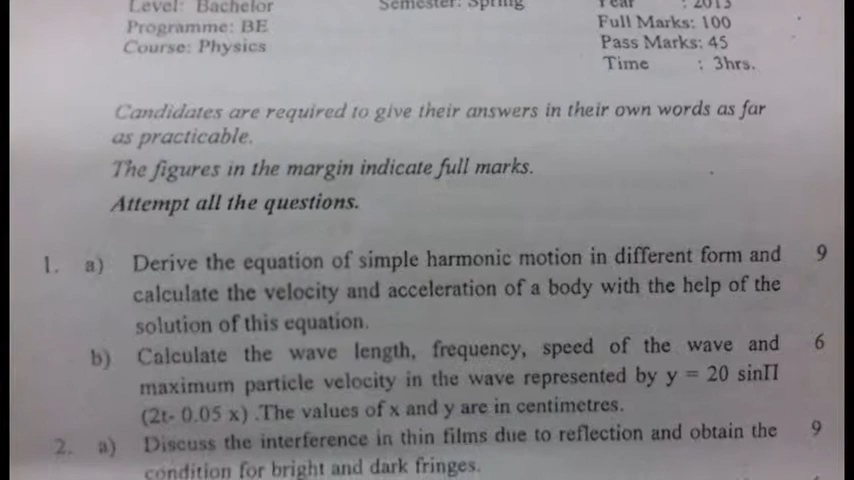 Level: Bachelor Semester: Spring Year : 2013
Programme: BE Full Marks: 100
Course: Physics Pass Marks: 45
Time : 3hrs.
Candidates are required to give their answers in their own words as far
as practicable.
The figures in the margin indicate full marks.
Attempt all the questions.
1. a) Derive the equation of simple harmonic motion in different form and 9
calculate the velocity and acceleration of a body with the help of the
solution of this equation.
b) Calculate the wave length, frequency, speed of the wave and 6
maximum particle velocity in the wave represented by y = 20 sinΠ
(2t- 0.05 x) .The values of x and y are in centimetres.
2. a) Discuss the interference in thin films due to reflection and obtain the 9
condition for bright and dark fringes.